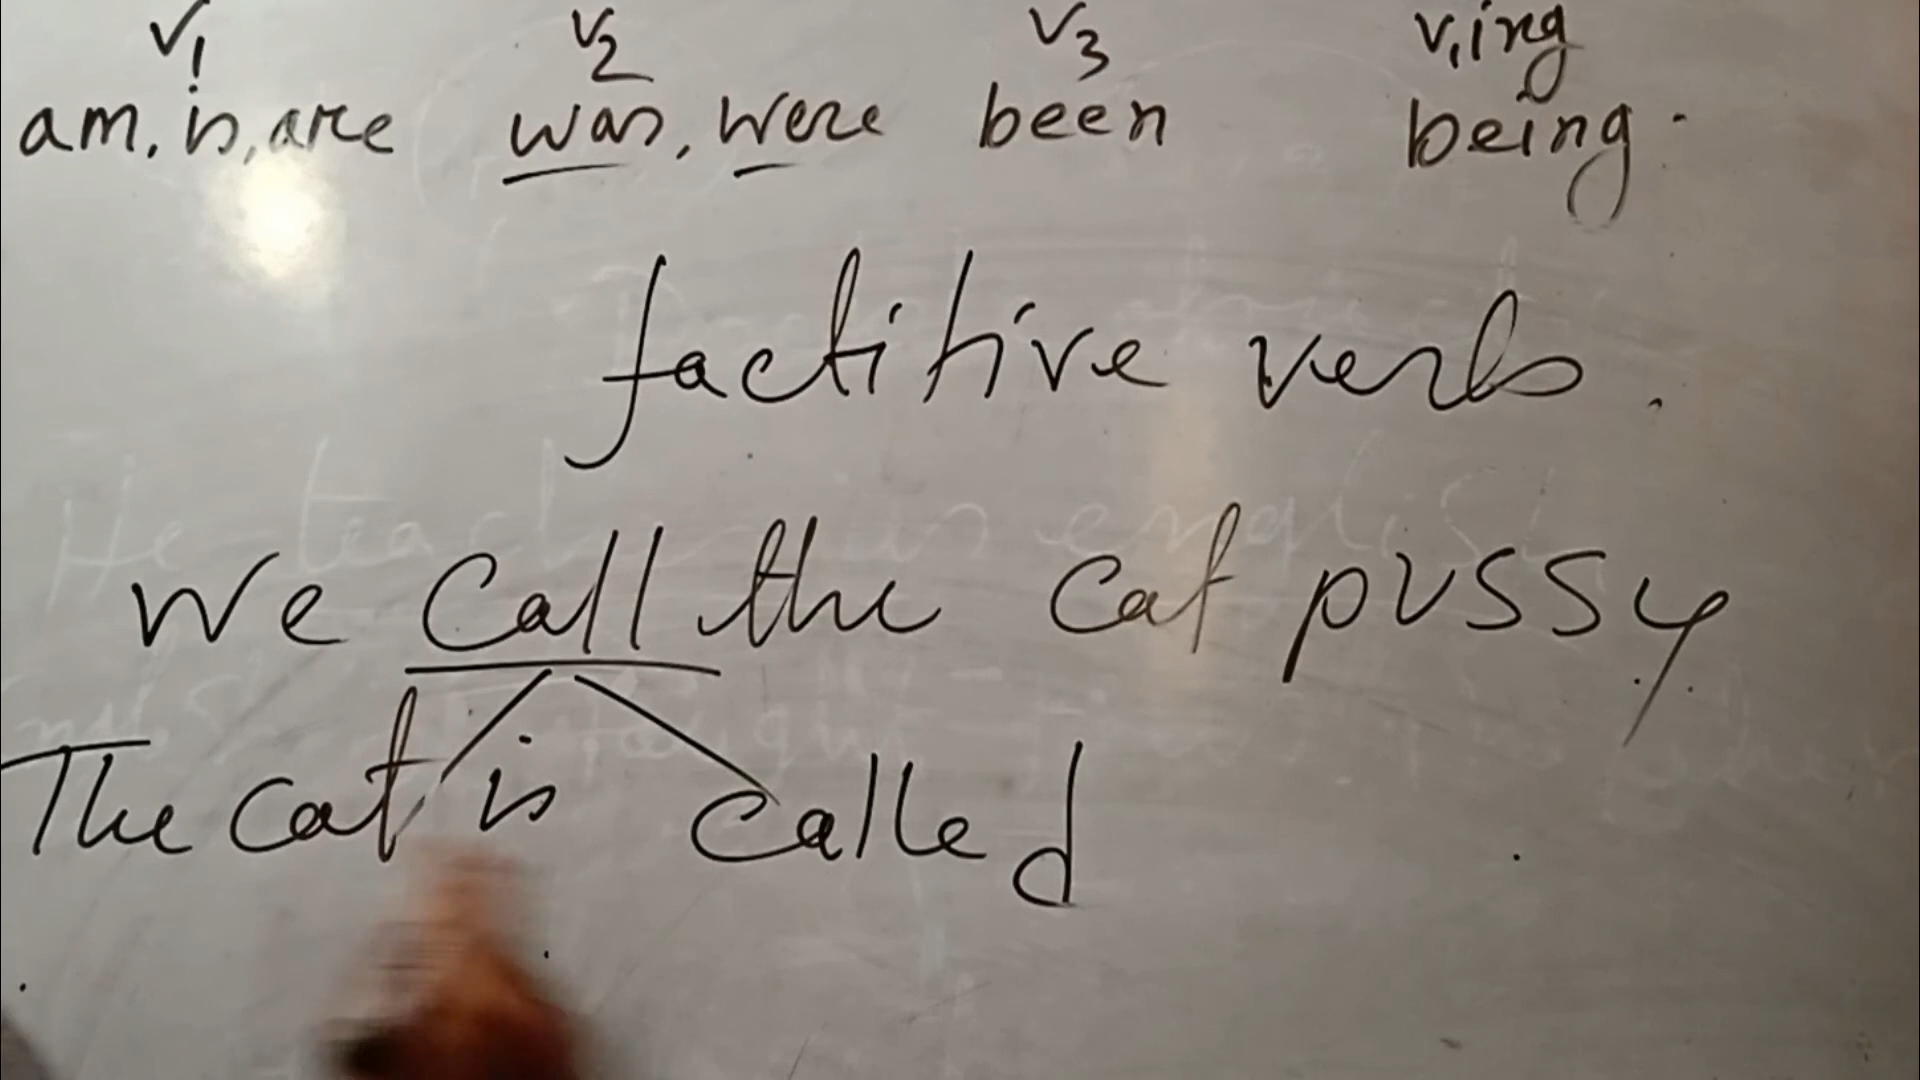 V1 V2 V3 V,ing
am, is, are was, were been being.
factitive verb.
We call the cat pussy
The cat is called